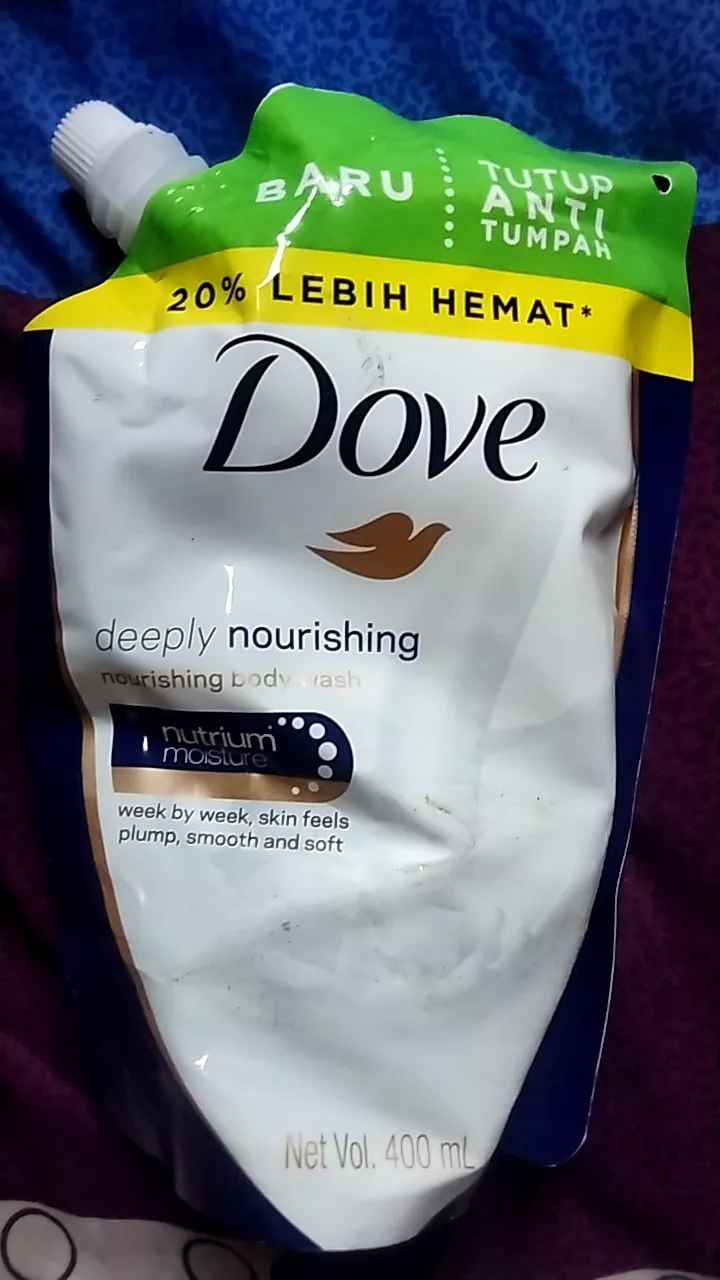 BARU
TUTUP
ANTI
TUMPAH
20% LEBIH HEMAT*
Dove
deeply nourishing
nourishing body wash
nutrium
moisture
week by week, skin feels
plump, smooth and soft
Net Vol. 400 mL